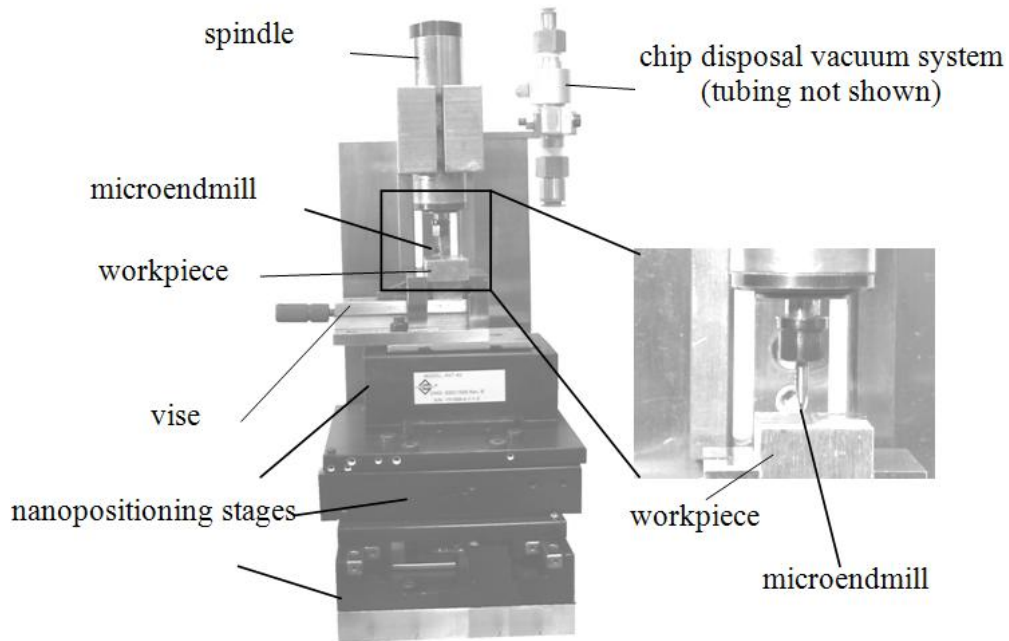 spindle
chip disposal vacuum system
(tubing not shown)
microendmill
workpiece
vise
nanopositioning stages
workpiece
microendmill